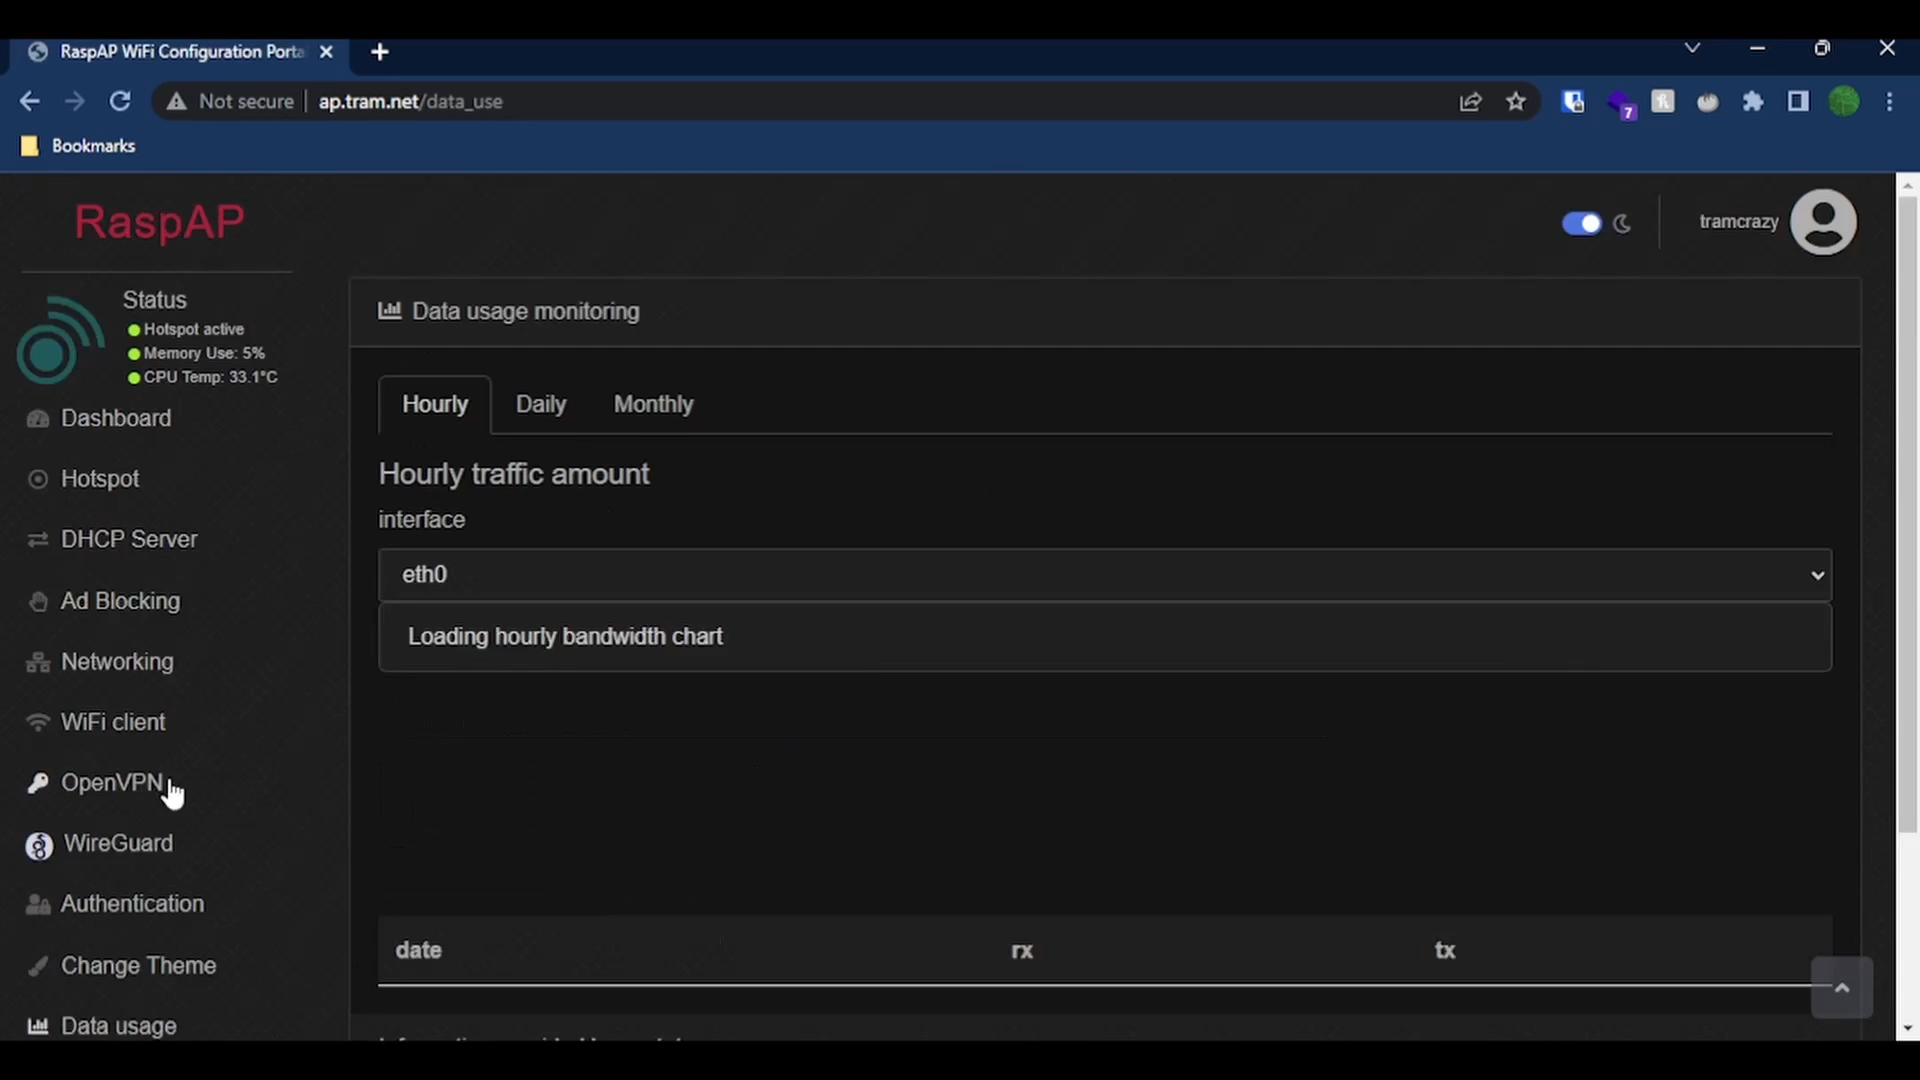 RaspAP WiFi Configuration Porta
Not secure ap.tram.net/data_use
7
Bookmarks
RaspAP
tramcrazy
Status
Hotspot active
Memory Use: 5%
CPU Temp: 33.1°C
Data usage monitoring
Hourly Daily Monthly
Hourly traffic amount
interface
eth0
Loading hourly bandwidth chart
Dashboard
Hotspot
DHCP Server
Ad Blocking
Networking
WiFi client
OpenVPN
WireGuard
Authentication
Change Theme
Data usage
date rx tx